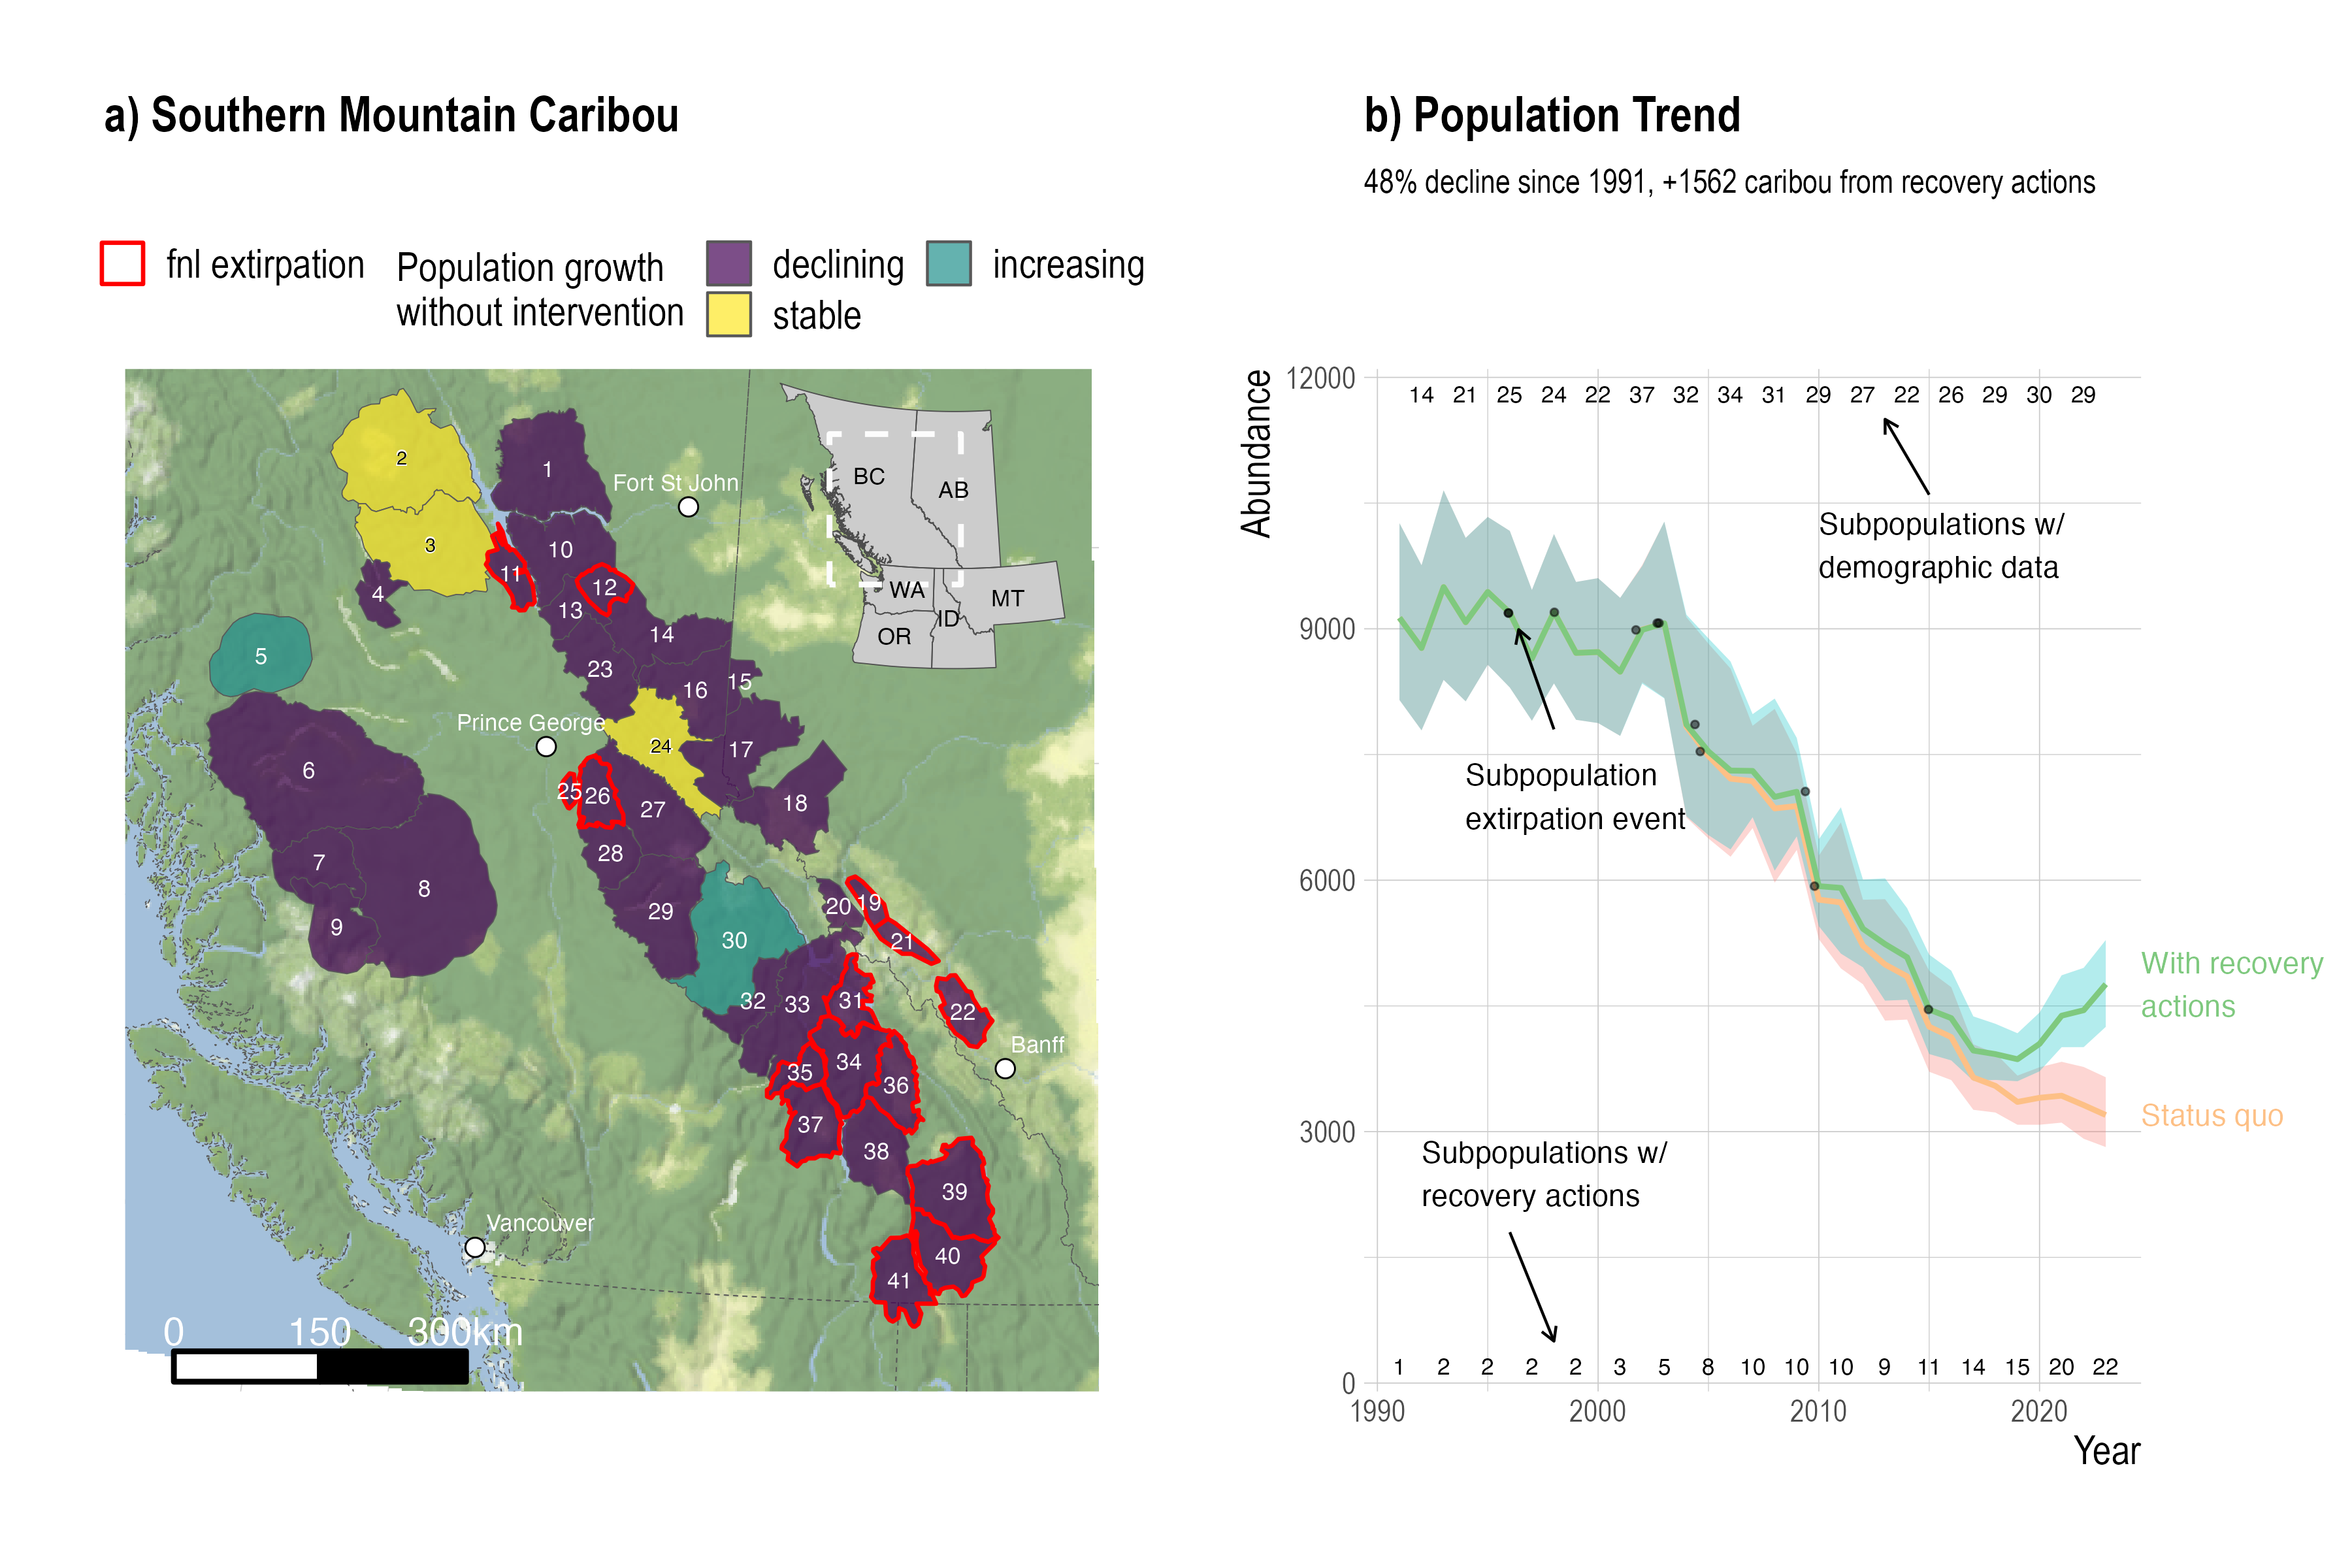 a) Southern Mountain Caribou
fnl extirpation
Population growth
without intervention
declining
increasing
stable
2
1
Fort St John
3
10
11
12
4
13
14
5
23
16
15
Prince George
24
17
6
25
26
27
18
7
28
8
9
29
20
19
30
21
32
33
31
22
Banff
34
35
36
37
38
39
40
41
Vancouver
0
150
300km
BC
AB
WA
MT
ID
OR
b) Population Trend
48% decline since 1991, +1562 caribou from recovery actions
Abundance
12000
9000
6000
3000
0
14 21 25 24 22 37 32 34 31 29 27 22 26 29 30 29
Subpopulations w/
demographic data
Subpopulation
extirpation event
With recovery
actions
Status quo
Subpopulations w/
recovery actions
1 2 2 2 2 3 5 8 10 10 10 9 11 14 15 20 22
1990 2000 2010 2020
Year